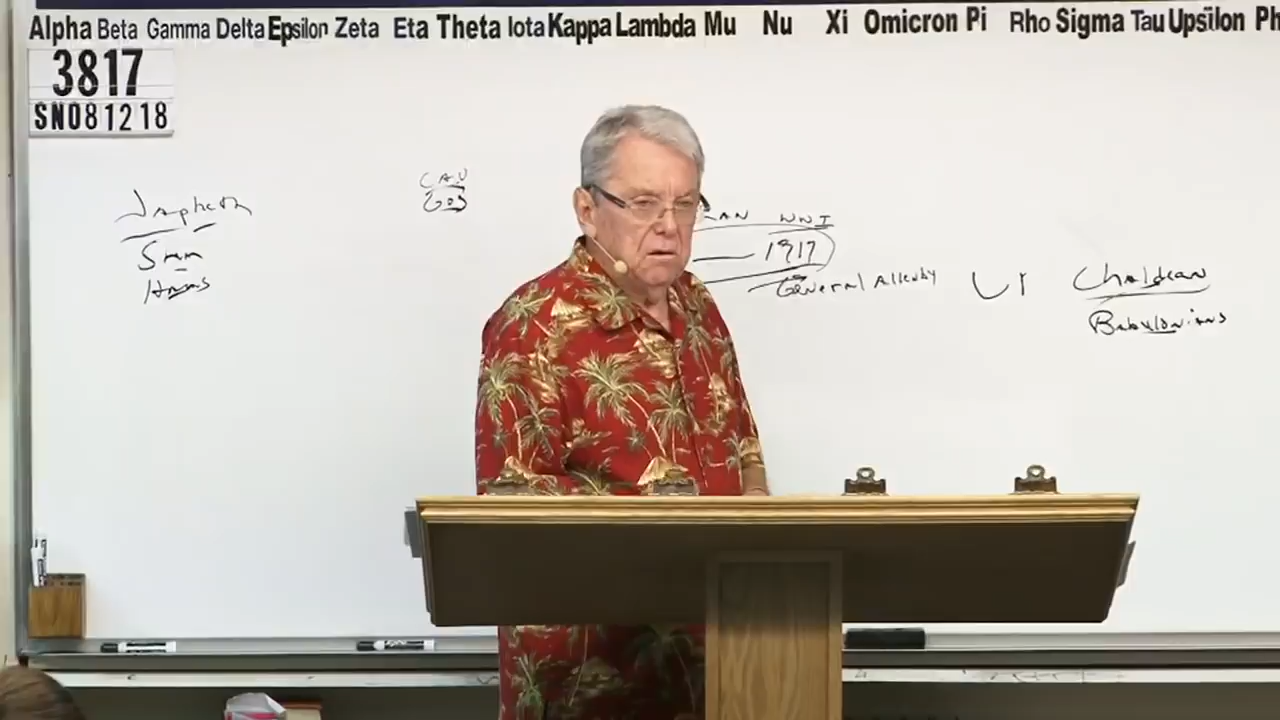 Alpha Beta Gamma Delta Epsilon Zeta Eta Theta Iota Kappa Lambda Mu Nu Xi Omicron Pi Rho Sigma Tau Upsilon Ph
3817
SN081218
Japheth
Shem
Ham
WWI
1917
General Allenby
Ur
Chaldean
Babylonians